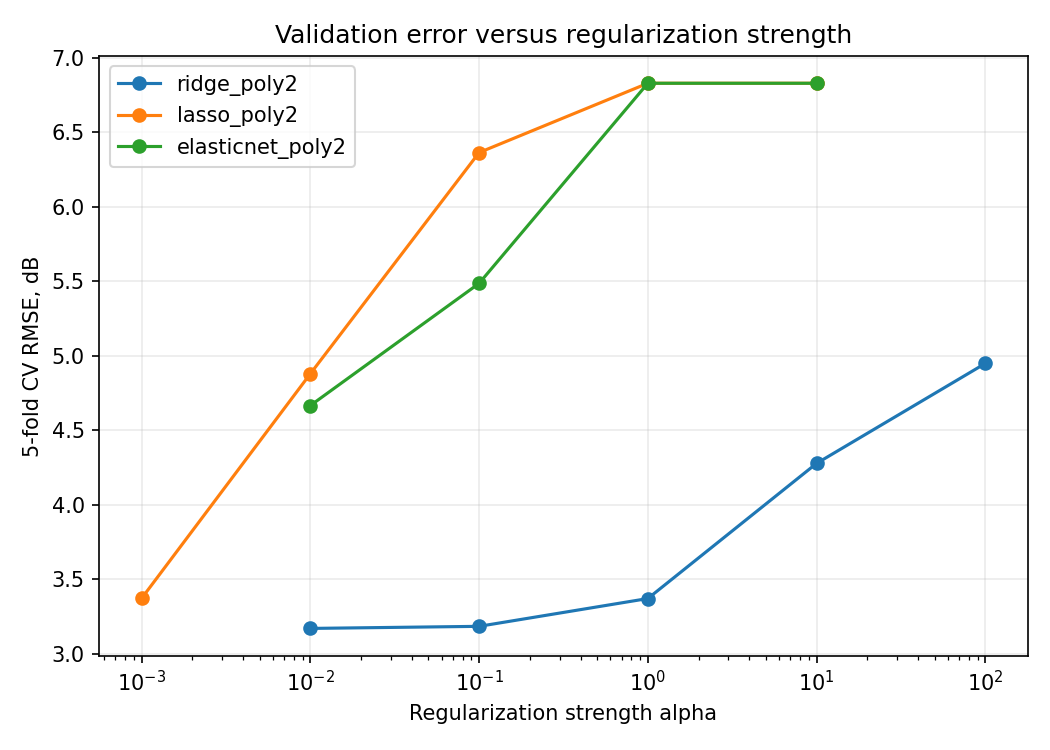 Validation error versus regularization strength
ridge_poly2
lasso_poly2
elasticnet_poly2
5-fold CV RMSE, dB
7.0
6.5
6.0
5.5
5.0
4.5
4.0
3.5
3.0
10⁻³ 10⁻² 10⁻¹ 10⁰ 10¹ 10²
Regularization strength alpha